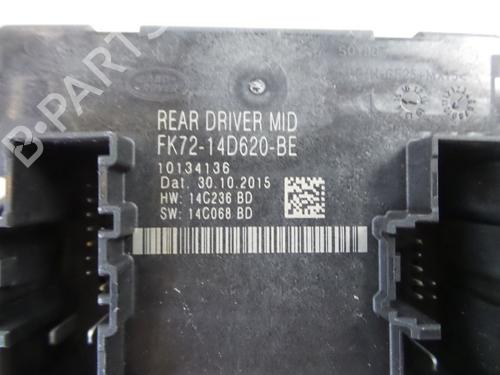 B-PARTS
REAR DRIVER MID
FK72-14D620-BE
10134136
Dat. 30.10.2015
HW: 14C236 BD
SW: 14C068 BD